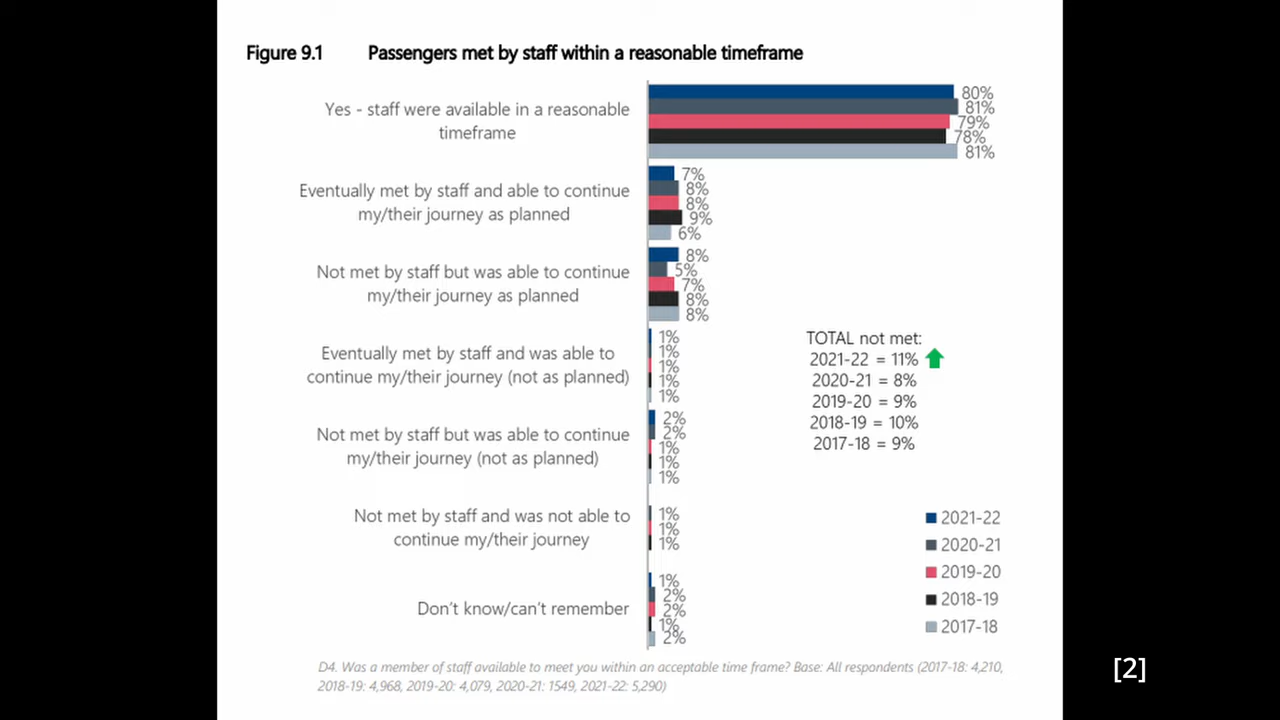 Figure 9.1 Passengers met by staff within a reasonable timeframe
Yes - staff were available in a reasonable
timeframe
80%
81%
79%
78%
81%
Eventually met by staff and able to continue
my/their journey as planned
7%
8%
8%
9%
6%
Not met by staff but was able to continue
my/their journey as planned
8%
5%
7%
8%
8%
Eventually met by staff and was able to
continue my/their journey (not as planned)
1%
1%
1%
1%
1%
Not met by staff but was able to continue
my/their journey (not as planned)
2%
2%
1%
1%
1%
Not met by staff and was not able to
continue my/their journey
1%
1%
1%
Don't know/can't remember
1%
2%
2%
1%
2%
TOTAL not met:
2021-22 = 11%
2020-21 = 8%
2019-20 = 9%
2018-19 = 10%
2017-18 = 9%
2021-22
2020-21
2019-20
2018-19
2017-18
D4. Was a member of staff available to meet you within an acceptable time frame? Base: All respondents (2017-18: 4,210,
2018-19: 4,968, 2019-20: 4,079, 2020-21: 1549, 2021-22: 5,290)
[2]